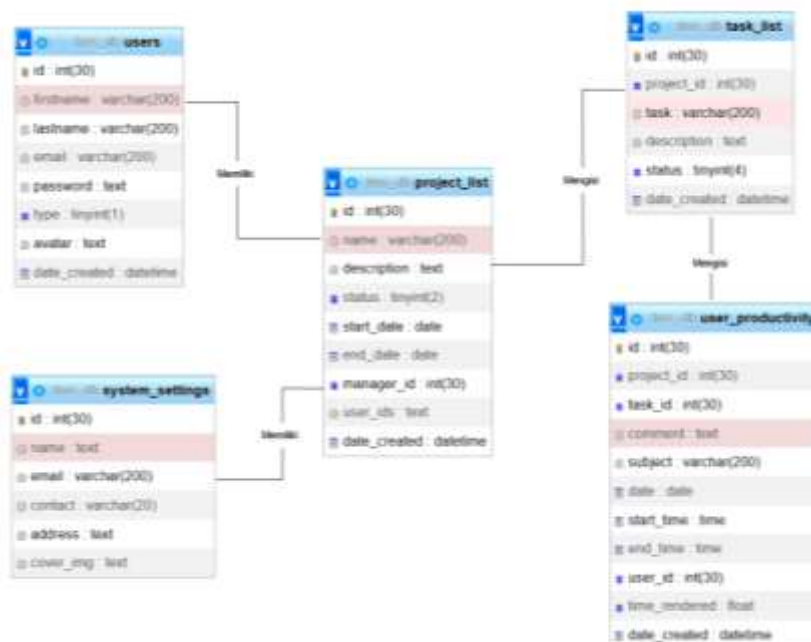 users
id : int(30)
firstname : varchar(200)
lastname : varchar(200)
email : varchar(200)
password : text
type : tinyint(1)
avatar : text
date_created : datetime
Memiliki
project_list
id : int(30)
name : varchar(200)
description : text
status : tinyint(2)
start_date : date
end_date : date
manager_id : int(30)
user_ids : text
date_created : datetime
Mengisi
task_list
id : int(30)
project_id : int(30)
task : varchar(200)
description : text
status : tinyint(4)
date_created : datetime
Mengisi
system_settings
id : int(30)
name : text
email : varchar(200)
contact : varchar(20)
address : text
cover_img : text
Memiliki
user_productivity
id : int(30)
project_id : int(30)
task_id : int(30)
comment : text
subject : varchar(200)
date : date
start_time : time
end_time : time
user_id : int(30)
time_rendered : float
date_created : datetime